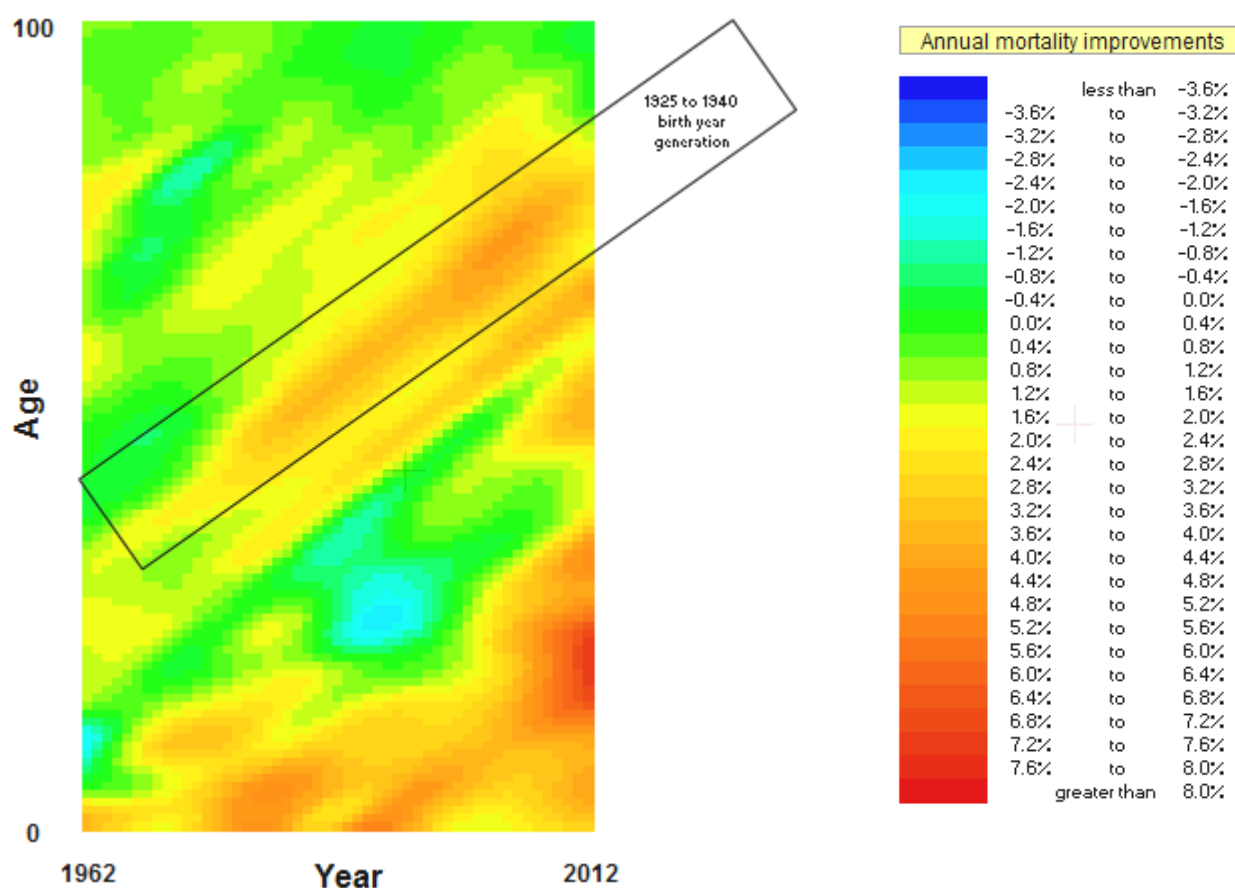 100
1925 to 1940
birth year
generation
Age
0
1962
Year
2012
Annual mortality improvements
less than -3.6%
-3.6% to -3.2%
-3.2% to -2.8%
-2.8% to -2.4%
-2.4% to -2.0%
-2.0% to -1.6%
-1.6% to -1.2%
-1.2% to -0.8%
-0.8% to -0.4%
-0.4% to 0.0%
0.0% to 0.4%
0.4% to 0.8%
0.8% to 1.2%
1.2% to 1.6%
1.6% to 2.0%
2.0% to 2.4%
2.4% to 2.8%
2.8% to 3.2%
3.2% to 3.6%
3.6% to 4.0%
4.0% to 4.4%
4.4% to 4.8%
4.8% to 5.2%
5.2% to 5.6%
5.6% to 6.0%
6.0% to 6.4%
6.4% to 6.8%
6.8% to 7.2%
7.2% to 7.6%
7.6% to 8.0%
greater than 8.0%